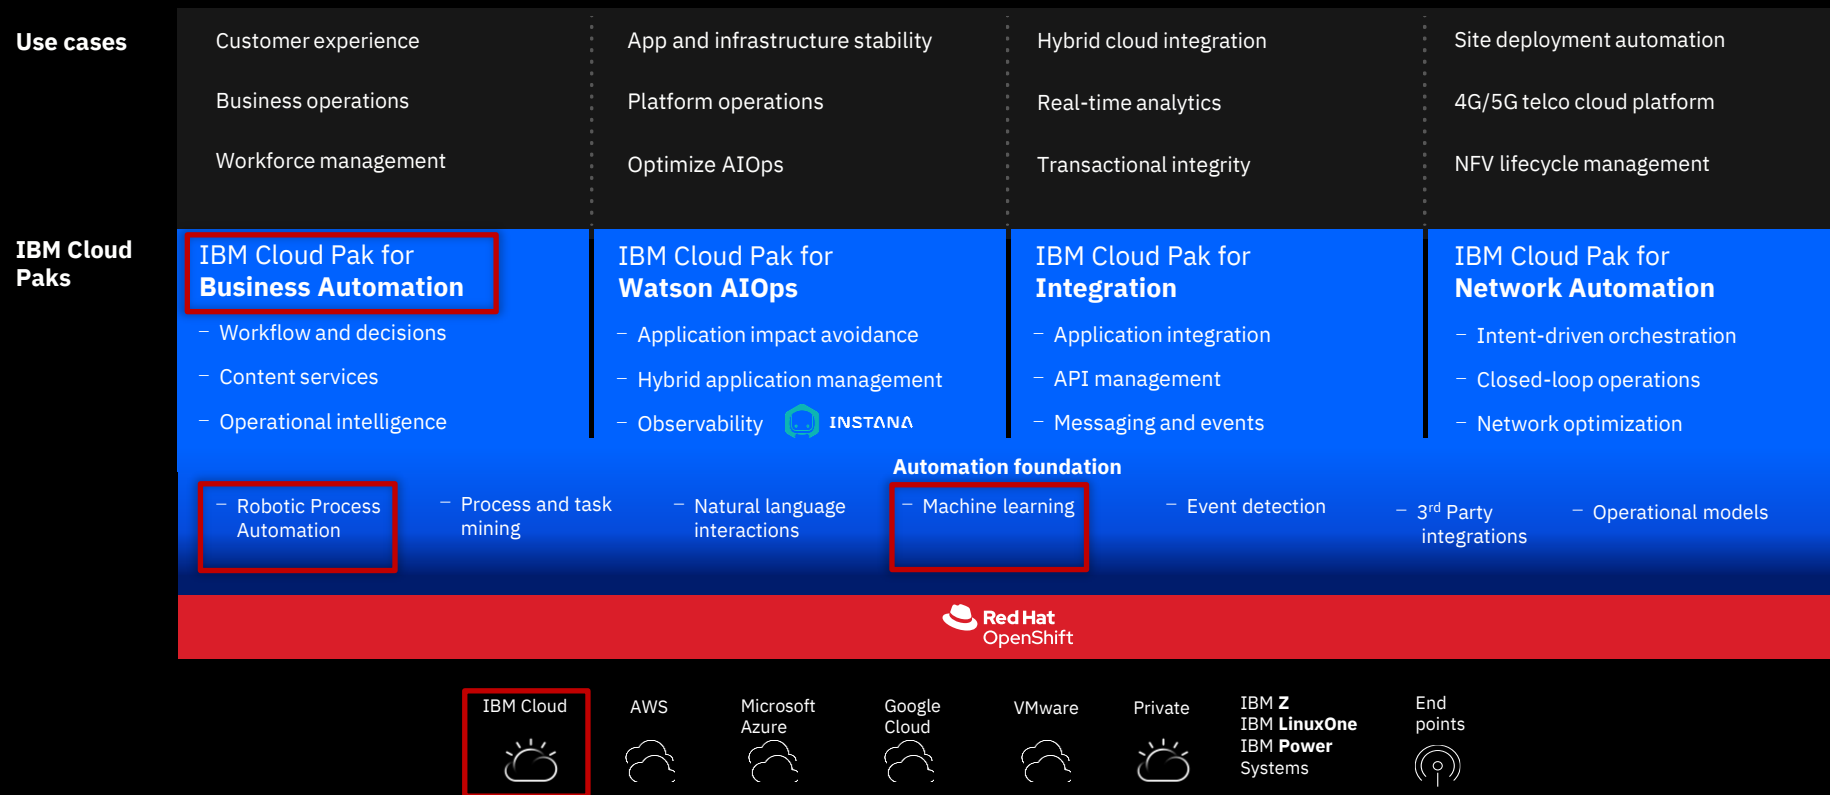 Use cases
Customer experience
App and infrastructure stability
Hybrid cloud integration
Site deployment automation
Business operations
Platform operations
Real-time analytics
4G/5G telco cloud platform
Workforce management
Optimize AIOps
Transactional integrity
NFV lifecycle management
IBM Cloud
Paks
IBM Cloud Pak for
Business Automation
– Workflow and decisions
– Content services
– Operational intelligence
IBM Cloud Pak for
Watson AIOps
– Application impact avoidance
– Hybrid application management
– Observability
INSTANA
IBM Cloud Pak for
Integration
– Application integration
– API management
– Messaging and events
IBM Cloud Pak for
Network Automation
– Intent-driven orchestration
– Closed-loop operations
– Network optimization
Automation foundation
– Robotic Process
Automation
– Process and task
mining
– Natural language
interactions
– Machine learning
– Event detection
– 3rd Party
integrations
– Operational models
Red Hat
OpenShift
IBM Cloud
AWS
Microsoft
Azure
Google
Cloud
VMware
Private
IBM Z
IBM LinuxOne
IBM Power
Systems
End
points